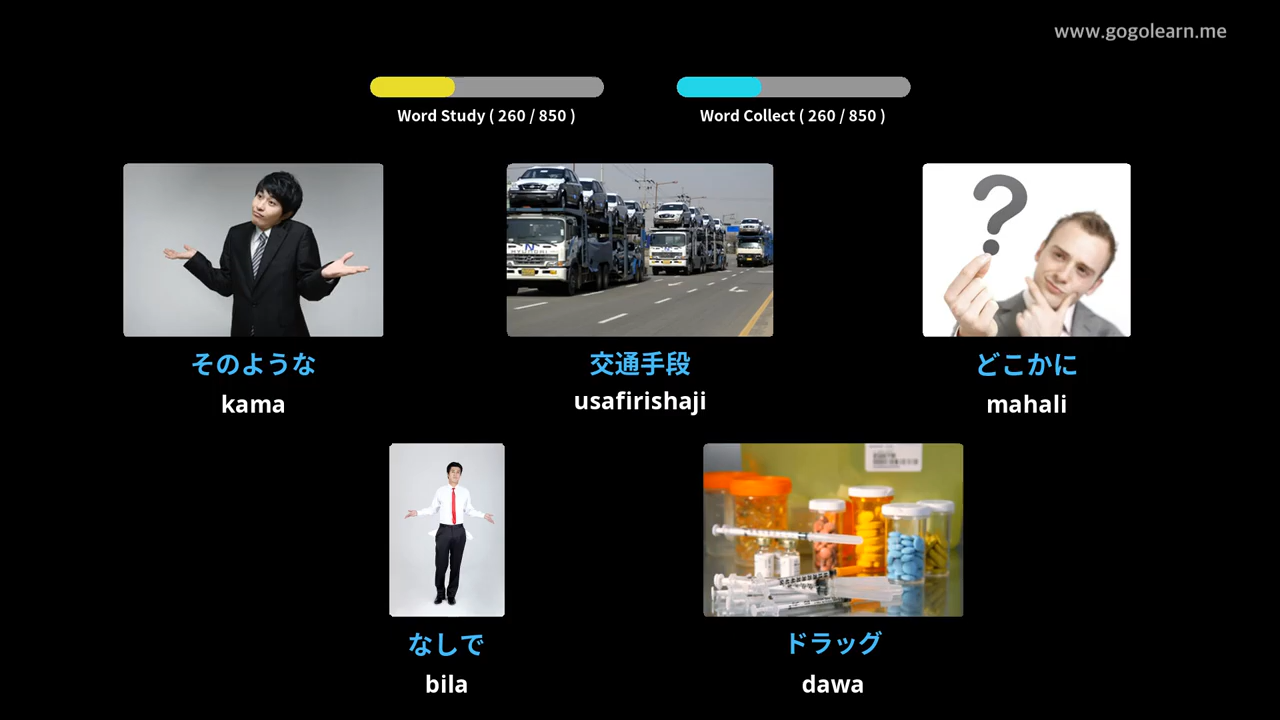 www.gogolearn.me
Word Study ( 260 / 850 )
Word Collect ( 260 / 850 )
そのような
kama
交通手段
usafirishaji
どこかに
mahali
なしで
bila
ドラッグ
dawa